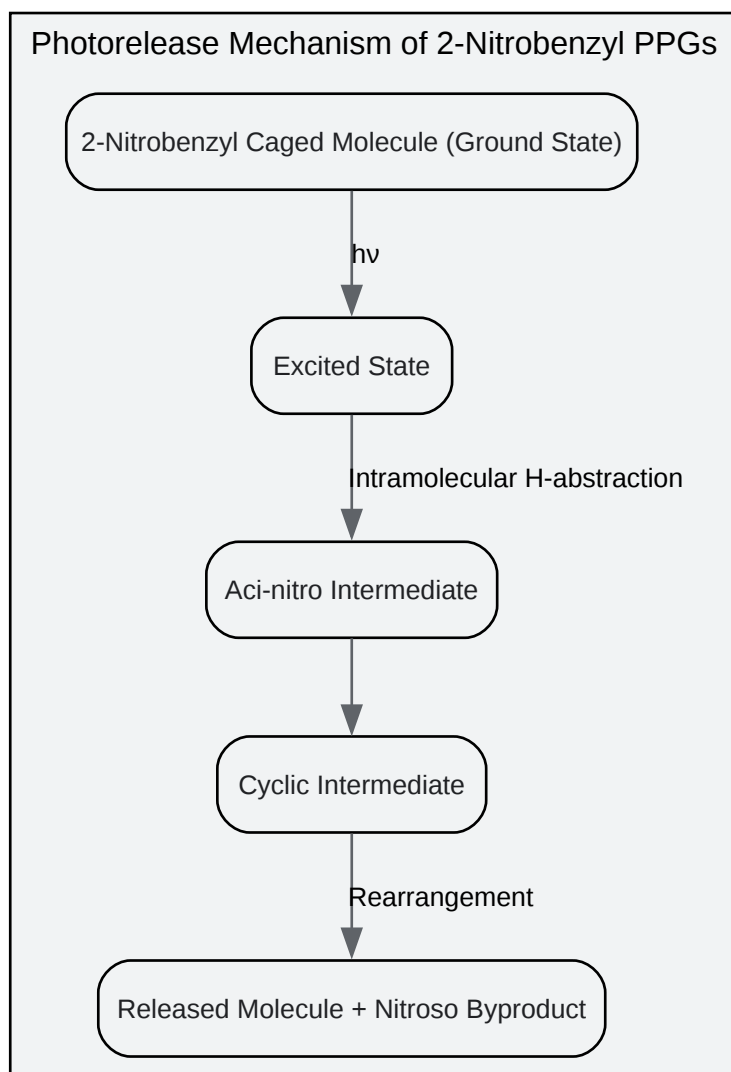 Photorelease Mechanism of 2-Nitrobenzyl PPGs
2-Nitrobenzyl Caged Molecule (Ground State)
hν
Excited State
Intramolecular H-abstraction
Aci-nitro Intermediate
Cyclic Intermediate
Rearrangement
Released Molecule + Nitroso Byproduct